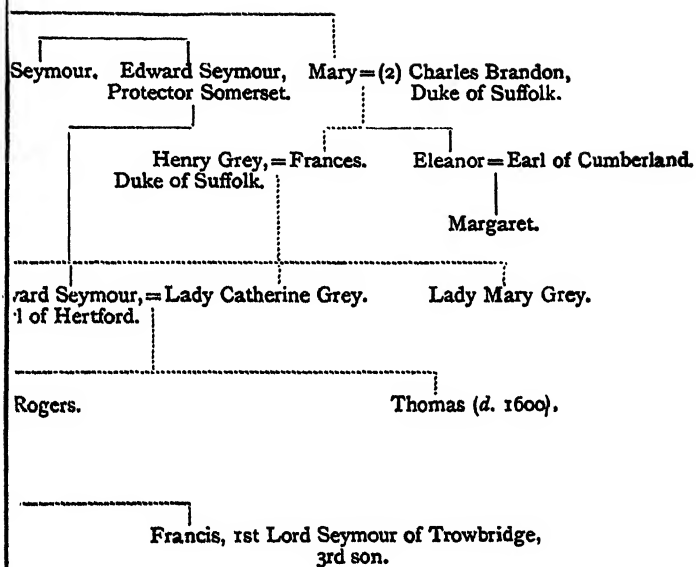 Seymour. Edward Seymour, Mary=(2) Charles Brandon,
Protector Somerset. Duke of Suffolk.
Henry Grey,=Frances. Eleanor=Earl of Cumberland.
Duke of Suffolk.
Margaret.
ard Seymour,=Lady Catherine Grey. Lady Mary Grey.
l of Hertford.
Rogers. Thomas (d. 1600).
Francis, 1st Lord Seymour of Trowbridge,
3rd son.